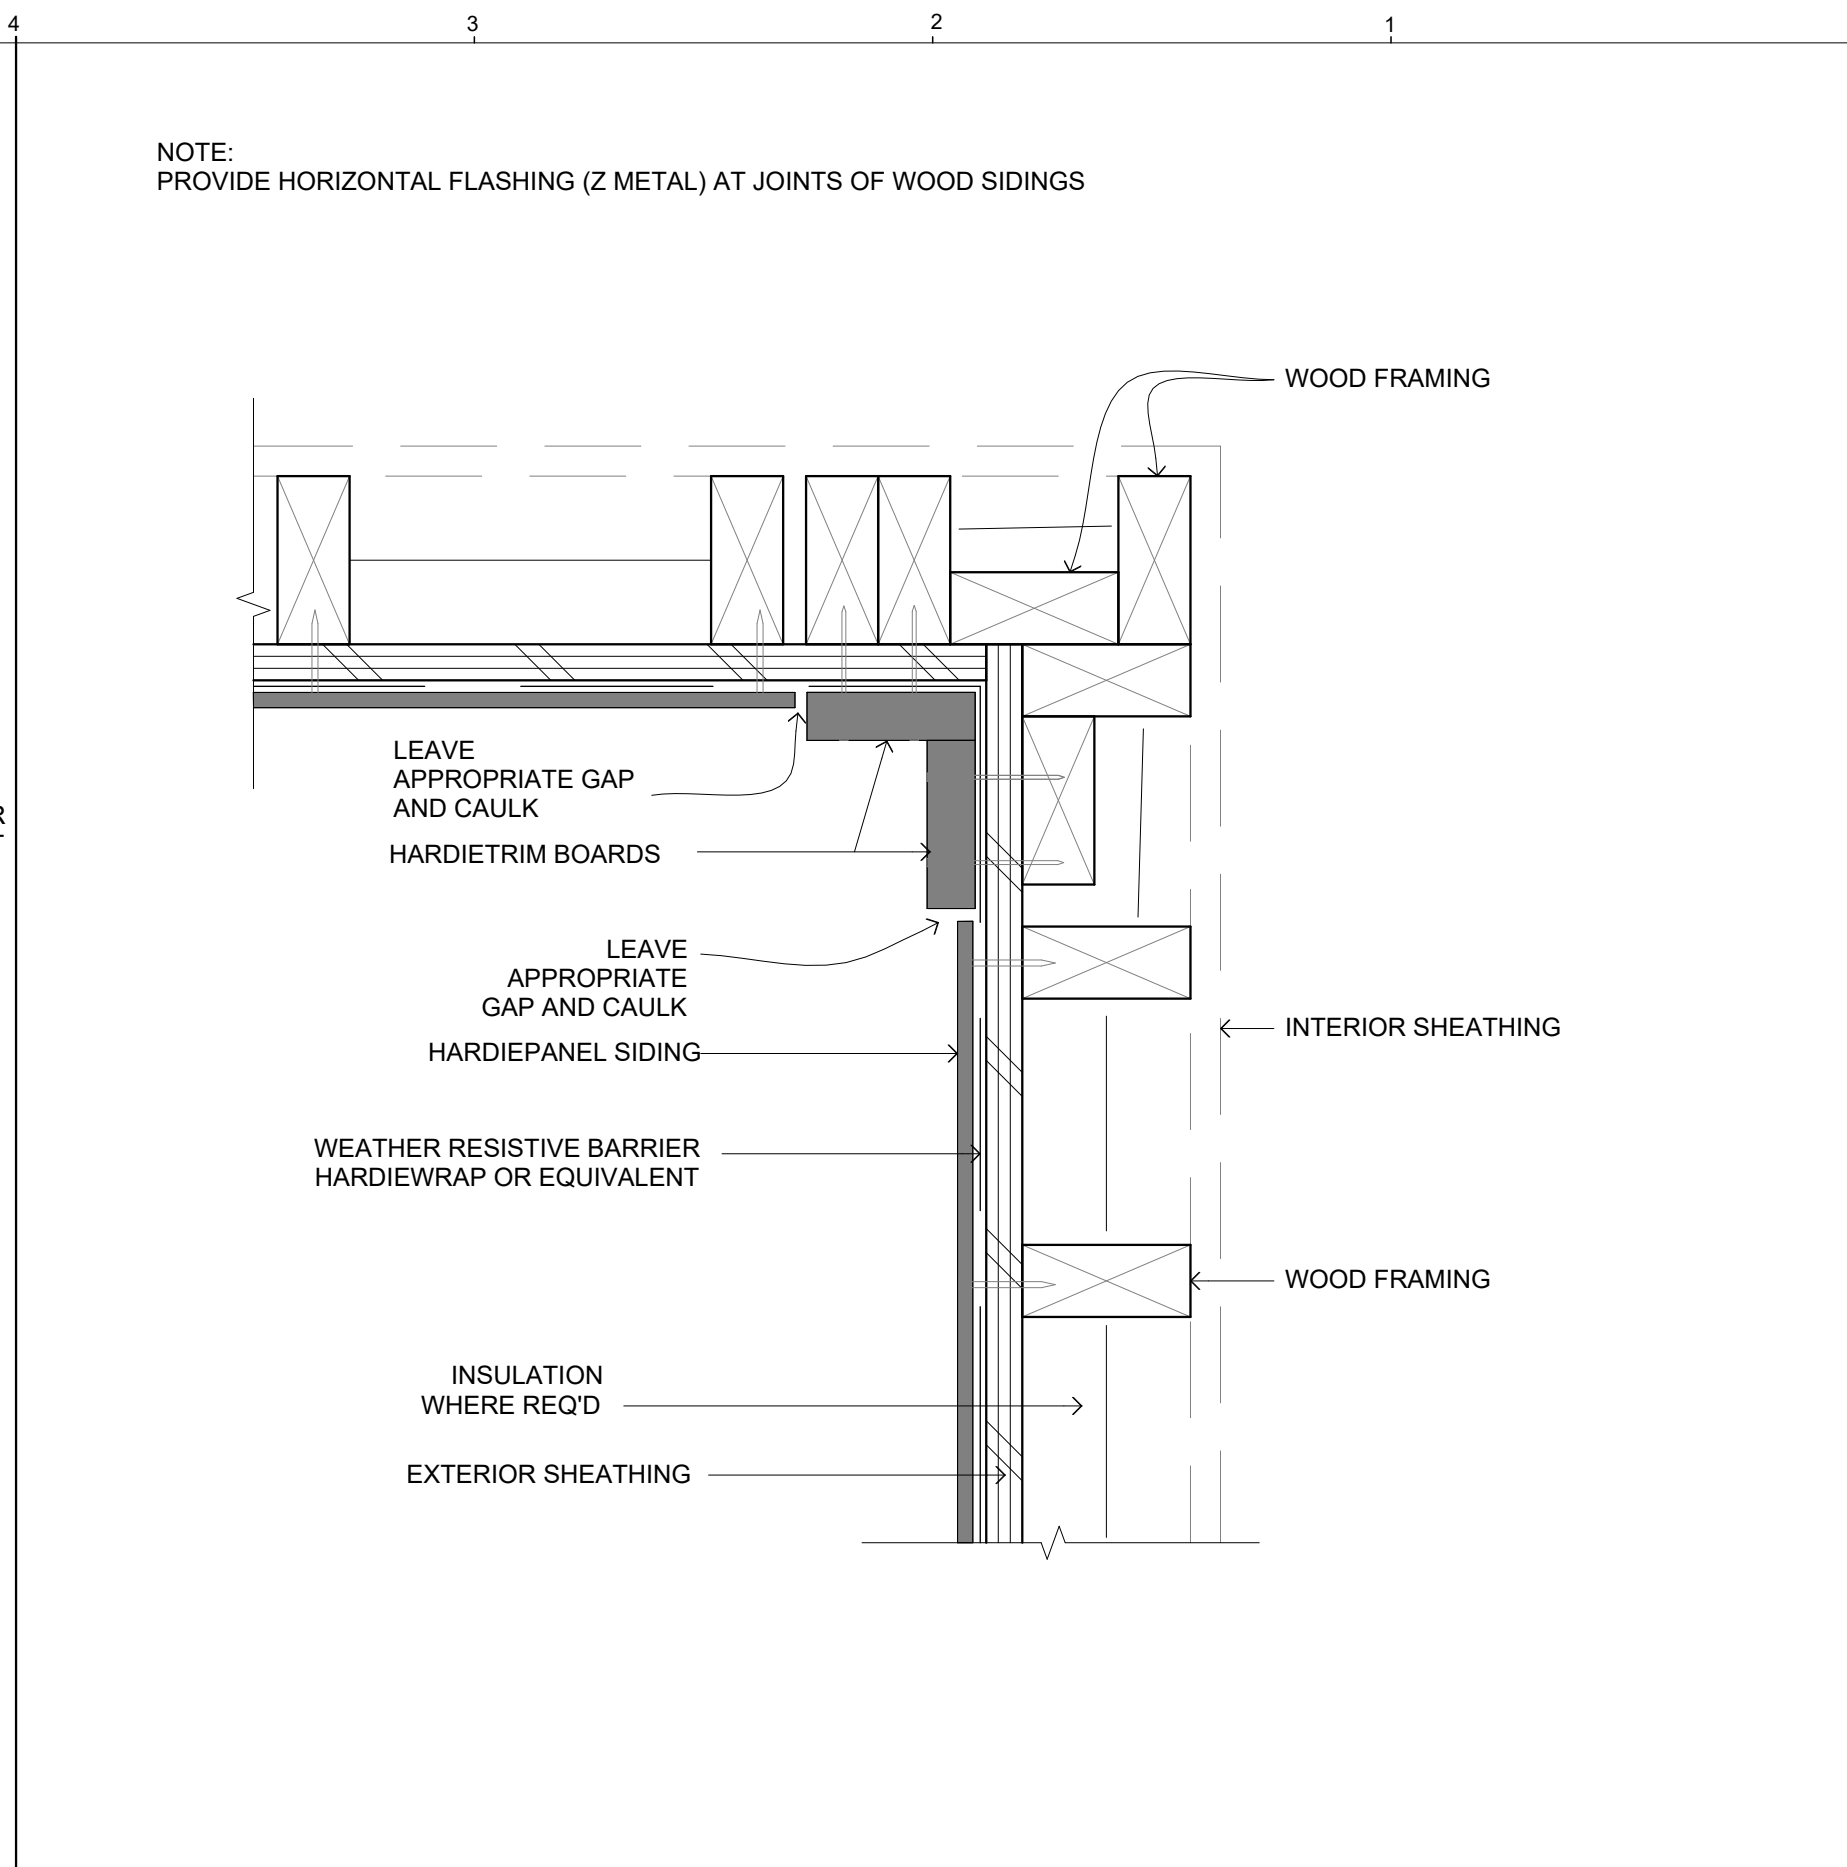 4 3 2 1
NOTE:
PROVIDE HORIZONTAL FLASHING (Z METAL) AT JOINTS OF WOOD SIDINGS
WOOD FRAMING
LEAVE
APPROPRIATE GAP
AND CAULK
HARDIETRIM BOARDS
LEAVE
APPROPRIATE
GAP AND CAULK
INTERIOR SHEATHING
HARDIEPANEL SIDING
WEATHER RESISTIVE BARRIER
HARDIEWRAP OR EQUIVALENT
WOOD FRAMING
INSULATION
WHERE REQ'D
EXTERIOR SHEATHING